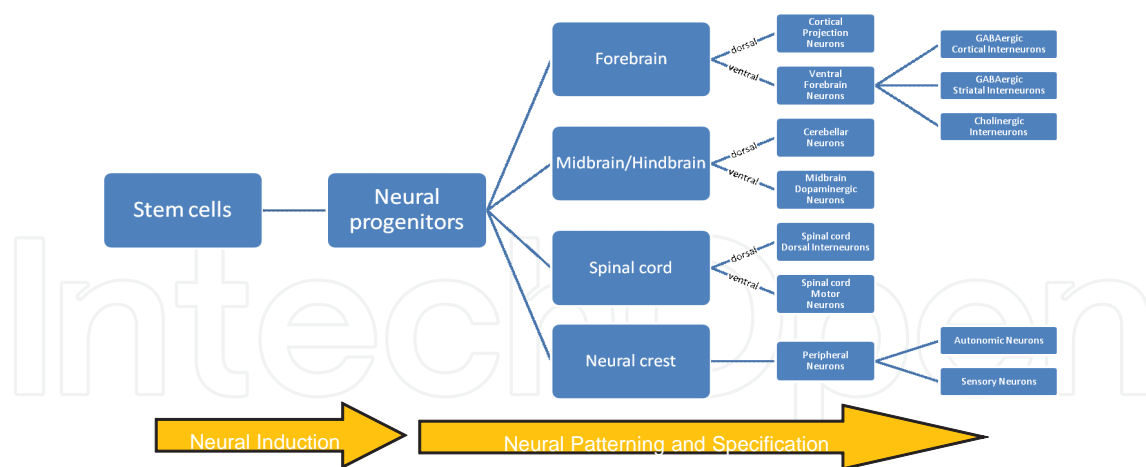 Stem cells
Neural
progenitors
Forebrain
dorsal
ventral
Cortical
Projection
Neurons
Ventral
Forebrain
Neurons
GABAergic
Cortical Interneurons
GABAergic
Striatal Interneurons
Cholinergic
Interneurons
Midbrain/Hindbrain
dorsal
ventral
Cerebellar
Neurons
Midbrain
Dopaminergic
Neurons
Spinal cord
dorsal
ventral
Spinal cord
Dorsal Interneurons
Spinal cord
Motor
Neurons
Neural crest
Peripheral
Neurons
Autonomic Neurons
Sensory Neurons
IntechOpen
Neural Induction
Neural Patterning and Specification